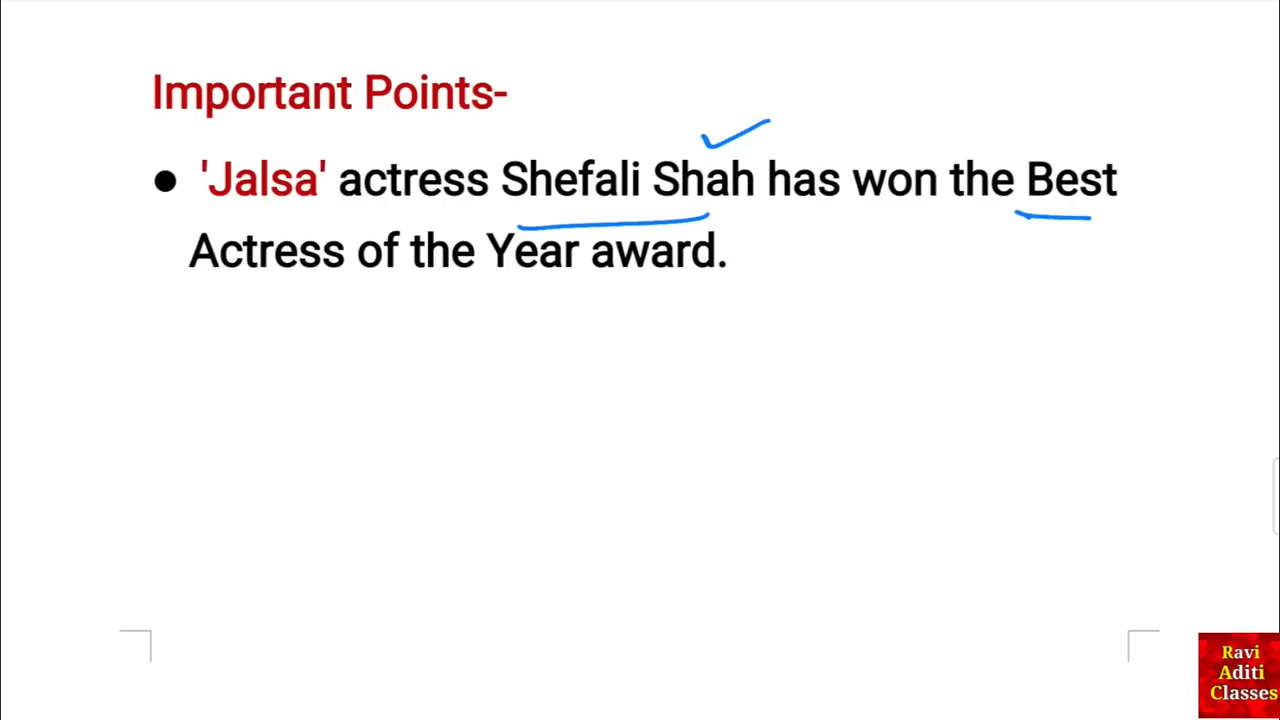 Important Points-
● 'Jalsa' actress Shefali Shah has won the Best
Actress of the Year award.
Ravi
Aditi
Classes